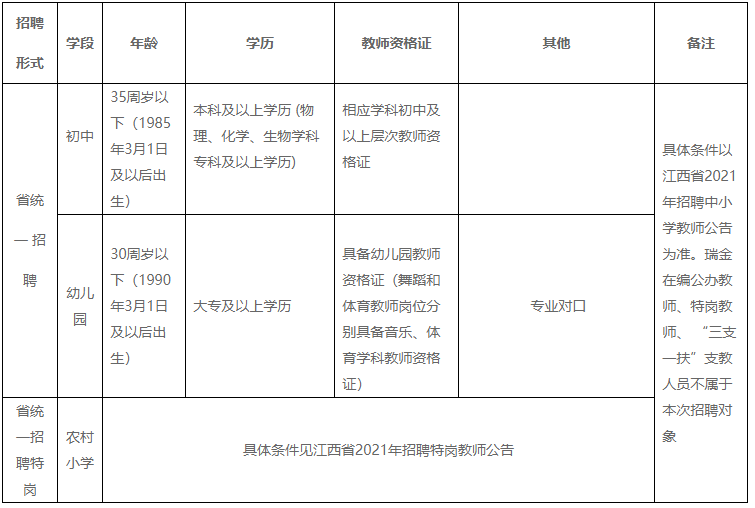 招聘
形式
学段
年龄
学历
教师资格证
其他
备注
省统
一 招
聘
初中
35周岁以
下（1985
年3月1日
及以后出
生）
本科及以上学历 (物
理、化学、生物学科
专科及以上学历)
相应学科初中及
以上层次教师资
格证
幼儿
园
30周岁以
下（1990
年3月1日
及以后出
生）
大专及以上学历
具备幼儿园教师
资格证（舞蹈和
体育教师岗位分
别具备音乐、体
育学科教师资格
证）
专业对口
具体条件以
江西省2021
年招聘中小
学教师公告
为准。瑞金
在编公办教
师、特岗教
师、 “三支
一扶”支教
人员不属于
本次招聘对
象
省统
一招
聘特
岗
农村
小学
具体条件见江西省2021年招聘特岗教师公告